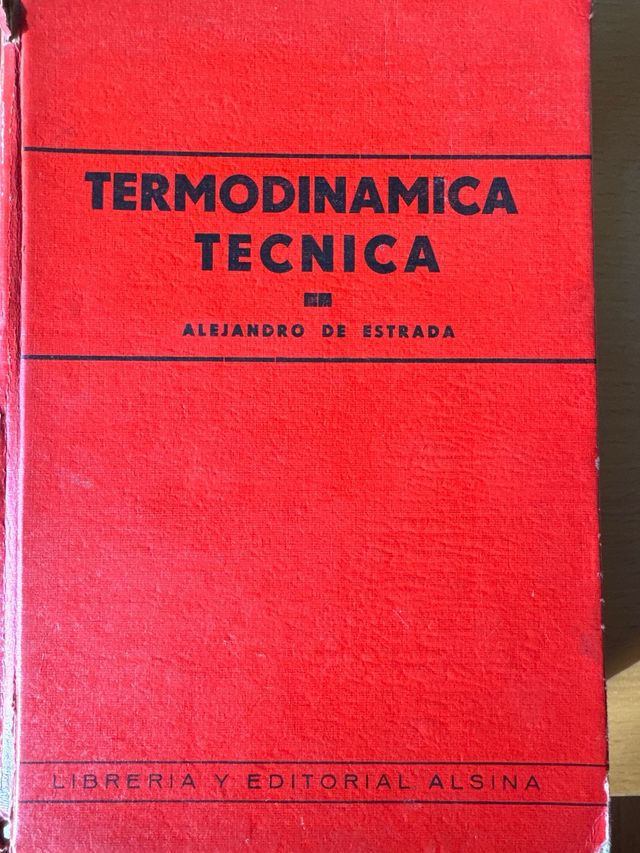 TERMODINAMICA
TECNICA
ALEJANDRO DE ESTRADA
LIBRERIA Y EDITORIAL ALSINA